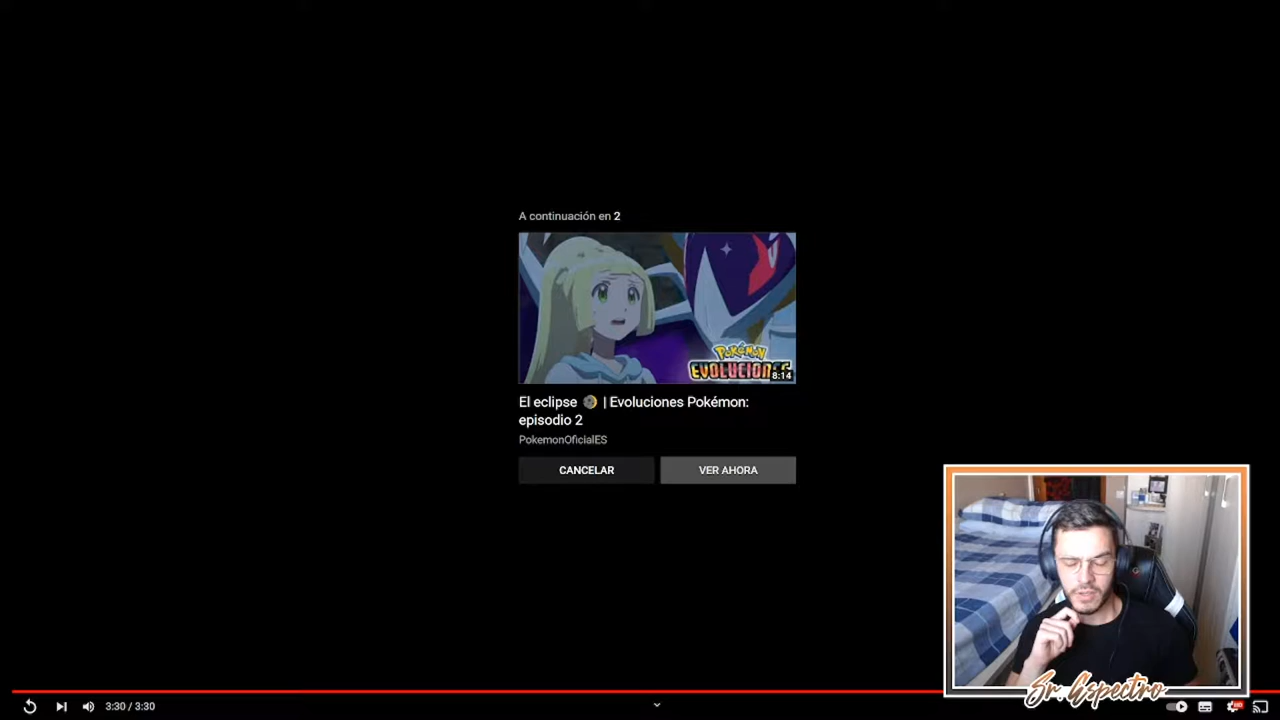 A continuación en 2
POKÉMON
EVOLUCIONES
8:14
El eclipse | Evoluciones Pokémon:
episodio 2
PokemonOficialES
CANCELAR
VER AHORA
Sr. Espectro
3:30 / 3:30
HD